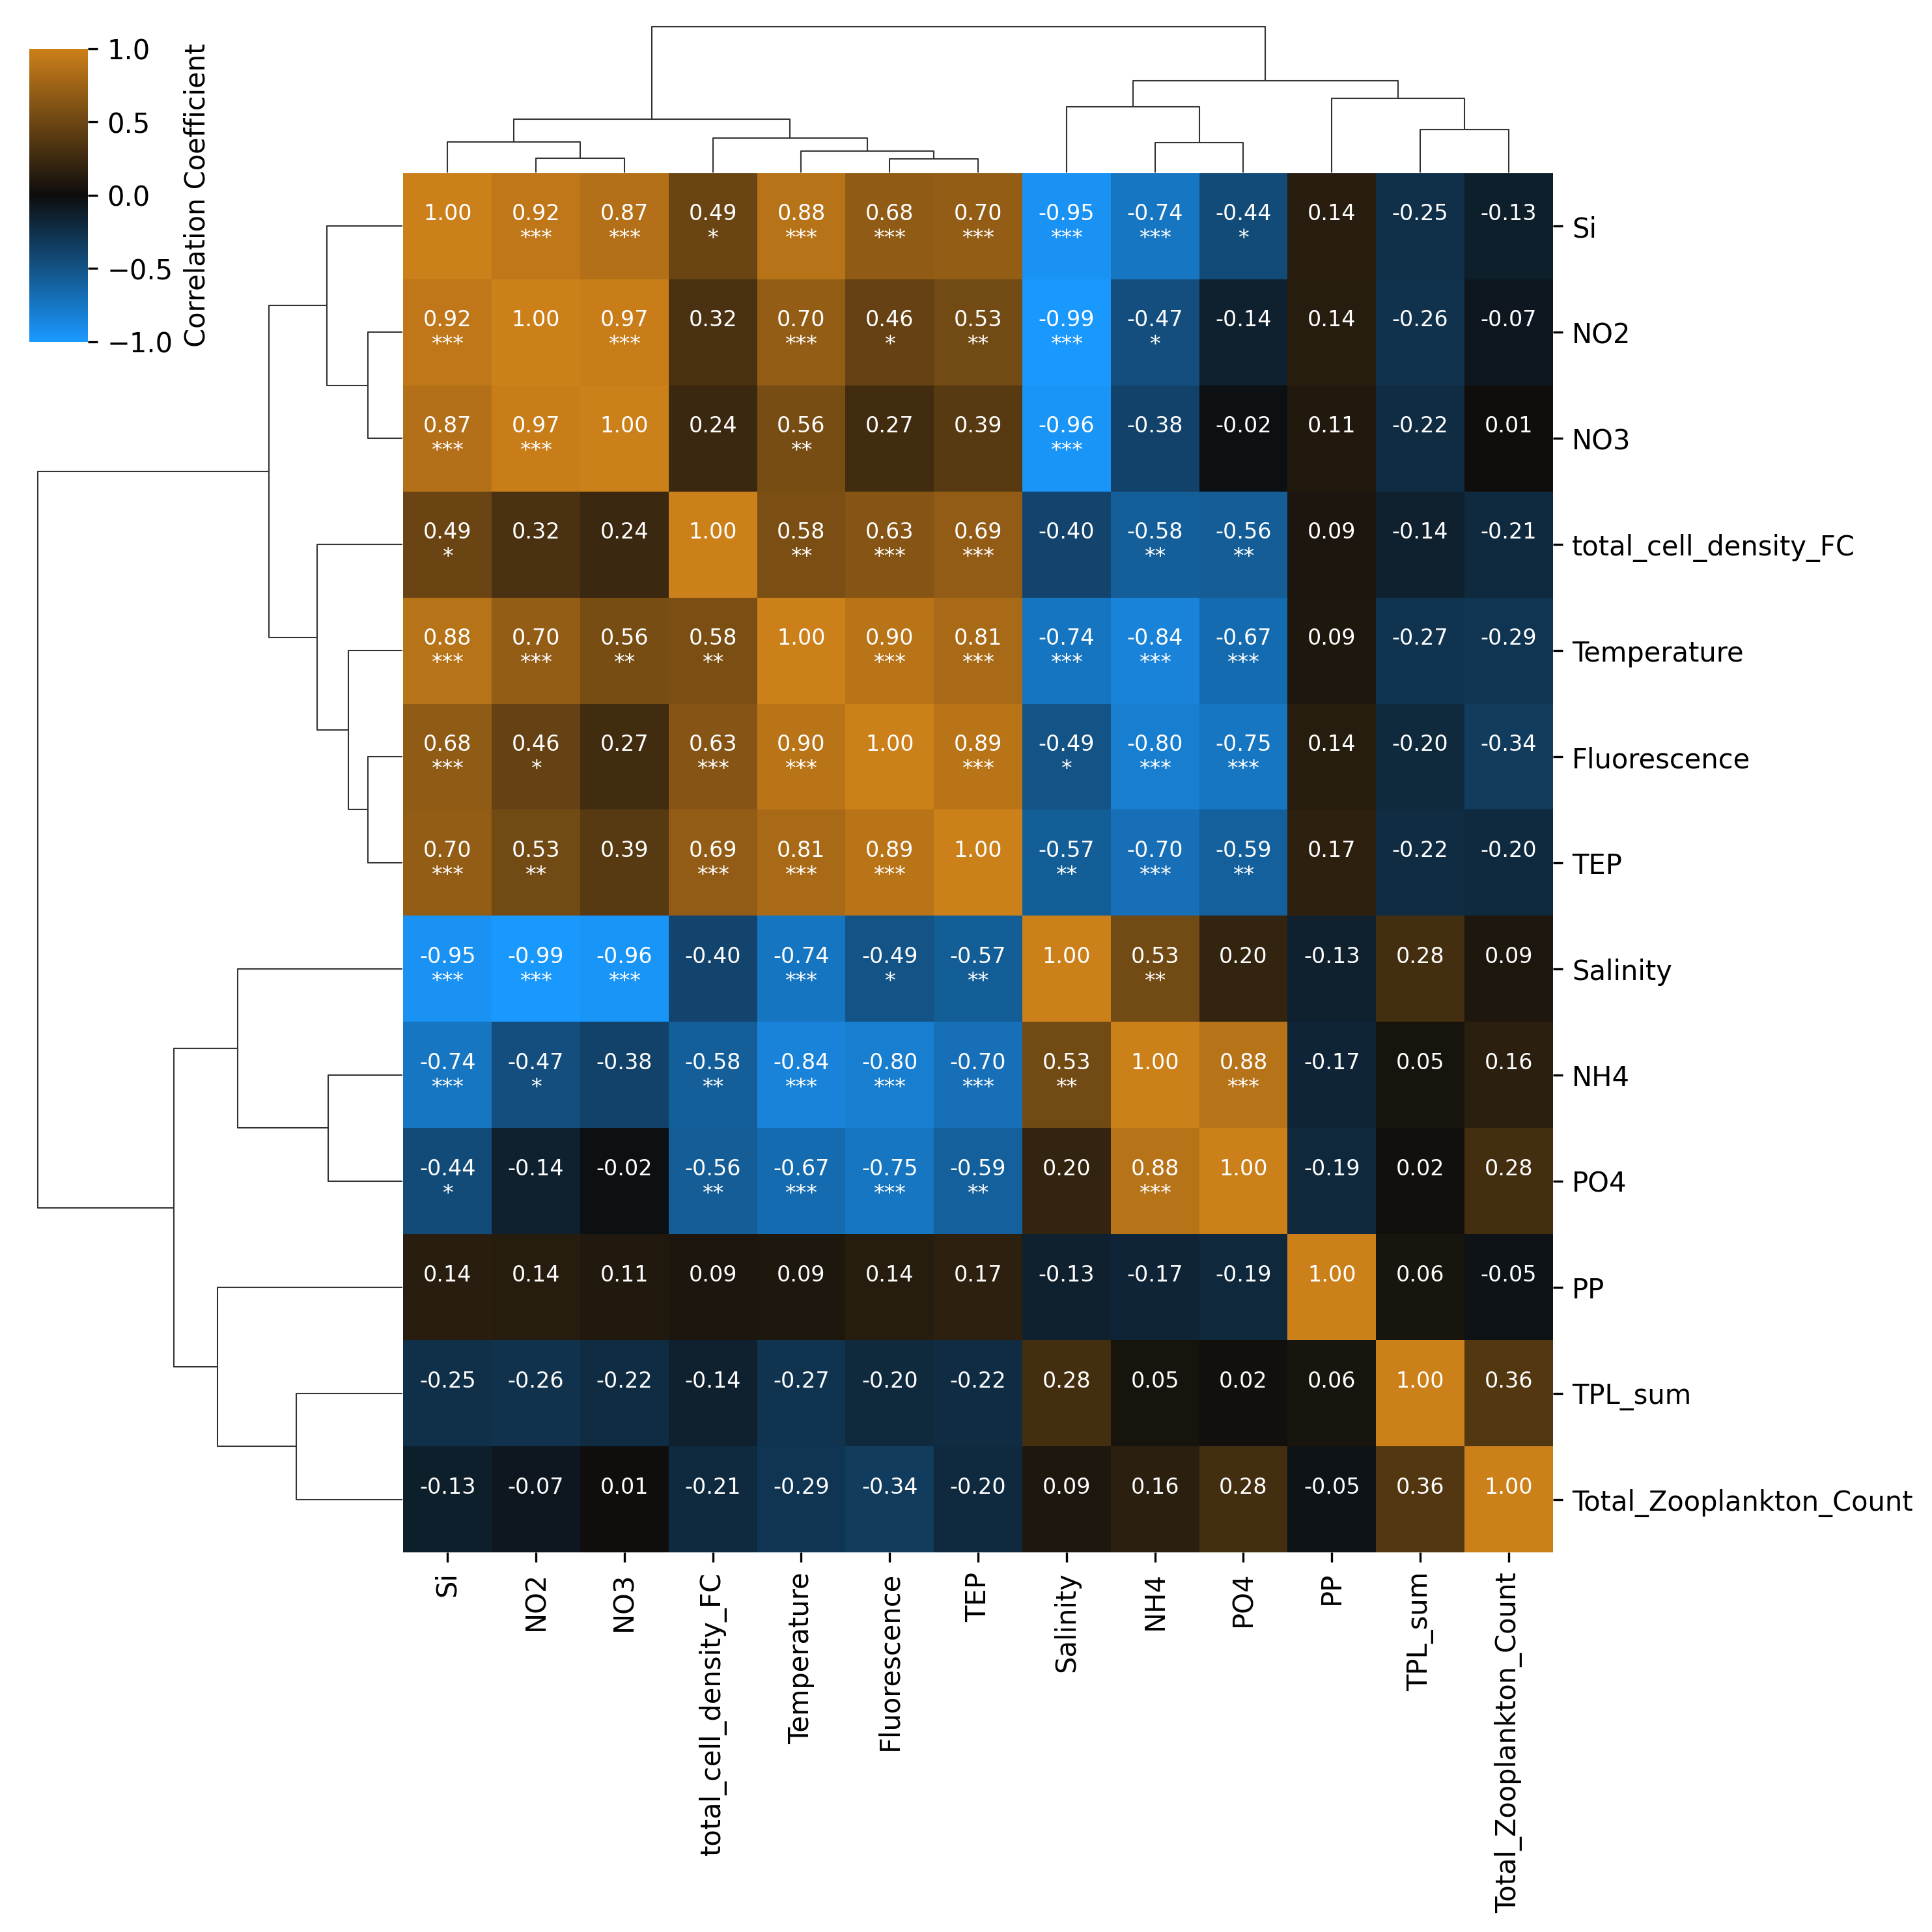 1.0
0.5
0.0
−0.5
−1.0
Correlation Coefficient
1.00 0.92 0.87 0.49 0.88 0.68 0.70 -0.95 -0.74 -0.44 0.14 -0.25 -0.13 Si
*** *** * *** *** *** *** *** *
0.92 1.00 0.97 0.32 0.70 0.46 0.53 -0.99 -0.47 -0.14 0.14 -0.26 -0.07 NO2
*** *** *** * ** *** *
0.87 0.97 1.00 0.24 0.56 0.27 0.39 -0.96 -0.38 -0.02 0.11 -0.22 0.01 NO3
*** *** ** ***
0.49 0.32 0.24 1.00 0.58 0.63 0.69 -0.40 -0.58 -0.56 0.09 -0.14 -0.21 total_cell_density_FC
* ** *** *** ** **
0.88 0.70 0.56 0.58 1.00 0.90 0.81 -0.74 -0.84 -0.67 0.09 -0.27 -0.29 Temperature
*** *** ** ** *** *** *** *** ***
0.68 0.46 0.27 0.63 0.90 1.00 0.89 -0.49 -0.80 -0.75 0.14 -0.20 -0.34 Fluorescence
*** * *** *** *** * *** ***
0.70 0.53 0.39 0.69 0.81 0.89 1.00 -0.57 -0.70 -0.59 0.17 -0.22 -0.20 TEP
*** ** *** *** *** ** *** **
-0.95 -0.99 -0.96 -0.40 -0.74 -0.49 -0.57 1.00 0.53 0.20 -0.13 0.28 0.09 Salinity
*** *** *** *** * ** **
-0.74 -0.47 -0.38 -0.58 -0.84 -0.80 -0.70 0.53 1.00 0.88 -0.17 0.05 0.16 NH4
*** * ** *** *** *** ** ***
-0.44 -0.14 -0.02 -0.56 -0.67 -0.75 -0.59 0.20 0.88 1.00 -0.19 0.02 0.28 PO4
* ** *** *** ** ***
0.14 0.14 0.11 0.09 0.09 0.14 0.17 -0.13 -0.17 -0.19 1.00 0.06 -0.05 PP
-0.25 -0.26 -0.22 -0.14 -0.27 -0.20 -0.22 0.28 0.05 0.02 0.06 1.00 0.36 TPL_sum
-0.13 -0.07 0.01 -0.21 -0.29 -0.34 -0.20 0.09 0.16 0.28 -0.05 0.36 1.00 Total_Zooplankton_Count
Si
NO2
NO3
total_cell_density_FC
Temperature
Fluorescence
TEP
Salinity
NH4
PO4
PP
TPL_sum
Total_Zooplankton_Count